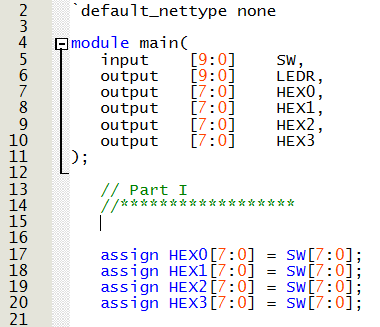 2 `default_nettype none
3
4 module main(
5 input [9:0] SW,
6 output [9:0] LEDR,
7 output [7:0] HEX0,
8 output [7:0] HEX1,
9 output [7:0] HEX2,
10 output [7:0] HEX3
11 );
12
13 // Part I
14 //*******************
15
16
17 assign HEX0[7:0] = SW[7:0];
18 assign HEX1[7:0] = SW[7:0];
19 assign HEX2[7:0] = SW[7:0];
20 assign HEX3[7:0] = SW[7:0];
21